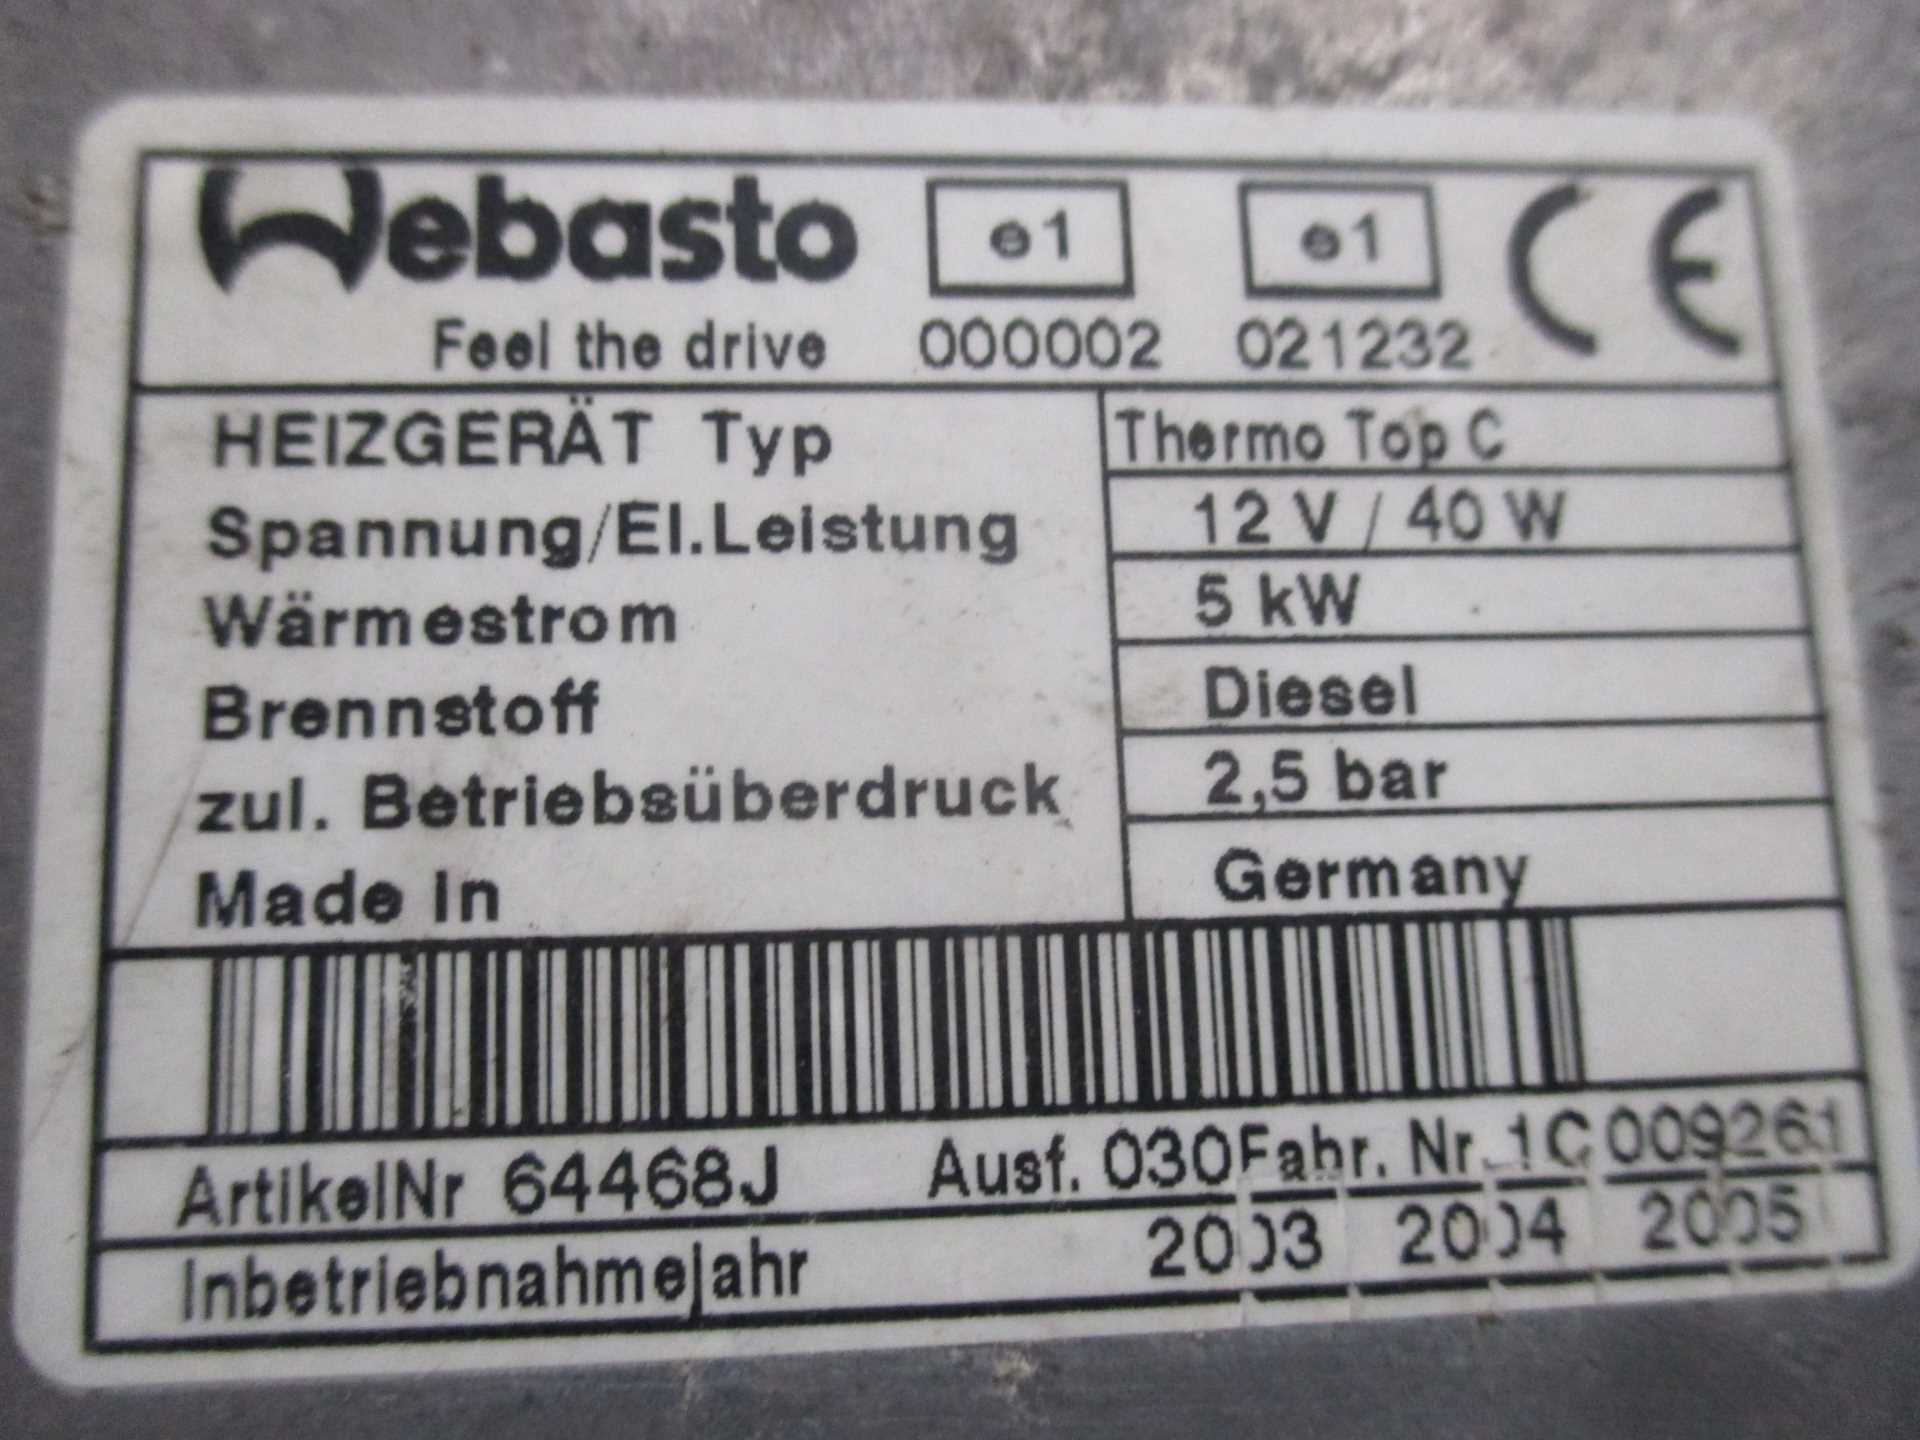 Webasto e1 e1 CE
Feel the drive 000002 021232
HEIZGERÄT Typ Thermo Top C
Spannung/El.Leistung 12 V / 40 W
Wärmestrom 5 kW
Brennstoff Diesel
zul. Betriebsüberdruck 2,5 bar
Made In Germany
ArtikelNr 64468J Ausf. 030 Fahr. Nr. 1C 009261
Inbetriebnahmejahr 2003 2004 2005